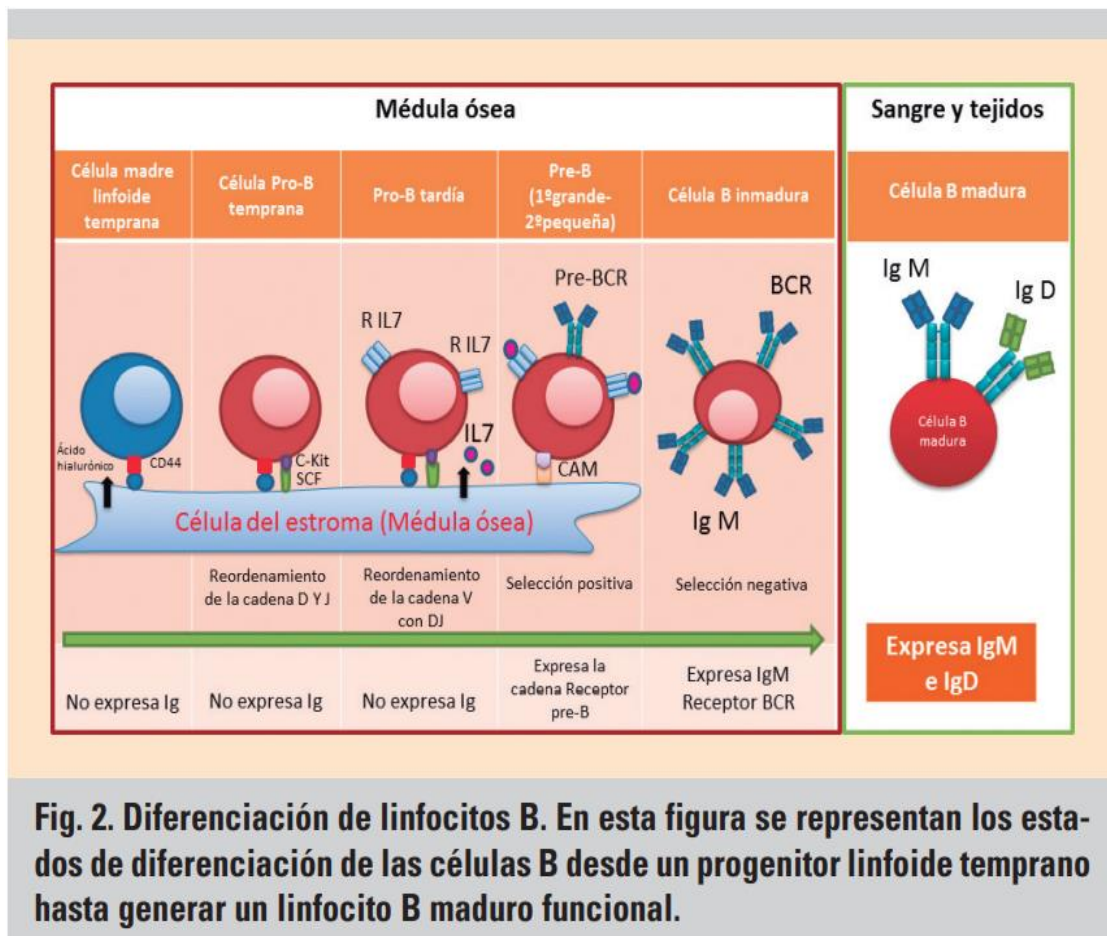 Médula ósea
Sangre y tejidos
Célula madre
linfoide
temprana
Célula Pro-B
temprana
Pro-B tardía
Pre-B
(1ºgrande-
2ºpequeña)
Célula B inmadura
Célula B madura
Ácido
hialurónico
CD44
C-Kit
SCF
R IL7
R IL7
IL7
Pre-BCR
CAM
BCR
Ig M
Ig M
Ig D
Célula B
madura
Célula del estroma (Médula ósea)
Reordenamiento
de la cadena D Y J
Reordenamiento
de la cadena V
con DJ
Selección positiva
Selección negativa
No expresa Ig
No expresa Ig
No expresa Ig
Expresa la
cadena Receptor
pre-B
Expresa IgM
Receptor BCR
Expresa IgM
e IgD
Fig. 2. Diferenciación de linfocitos B. En esta figura se representan los esta-
dos de diferenciación de las células B desde un progenitor linfoide temprano
hasta generar un linfocito B maduro funcional.